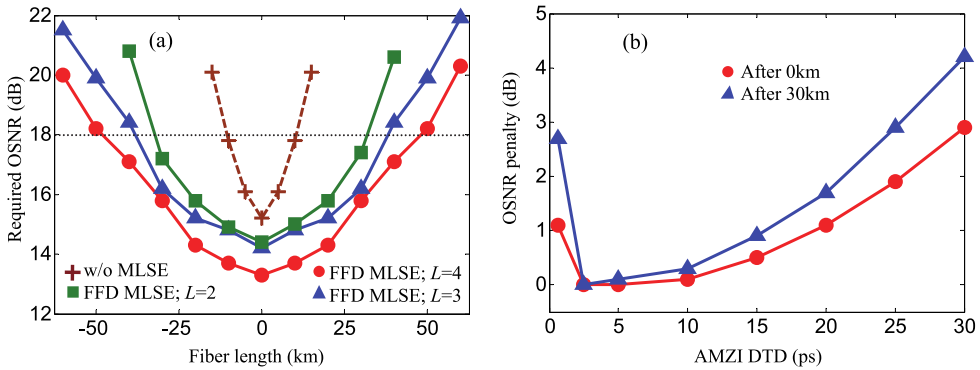 (a)
Required OSNR (dB)
22
20
18
16
14
12
w/o MLSE
FFD MLSE; L=2
FFD MLSE; L=4
FFD MLSE; L=3
-50 -25 0 25 50
Fiber length (km)
(b)
OSNR penalty (dB)
5
4
3
2
1
0
After 0km
After 30km
5 10 15 20 25 30
AMZI DTD (ps)